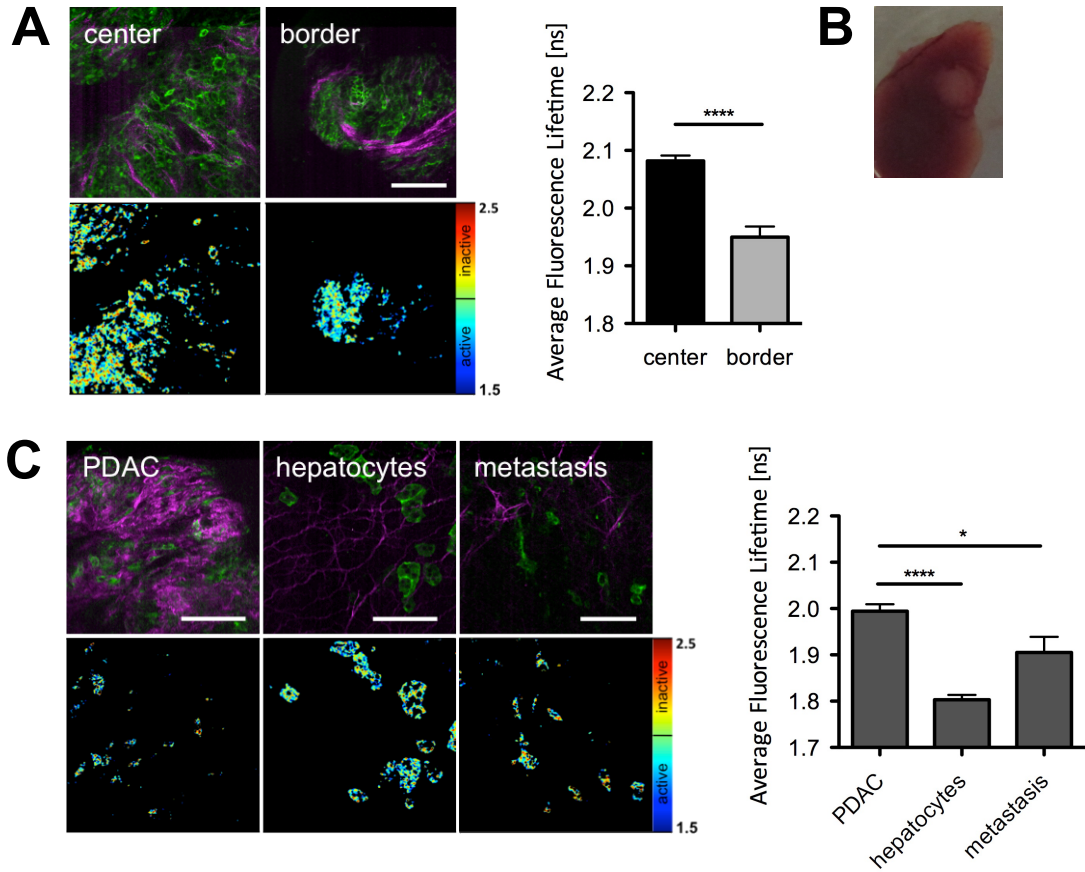 A
center
border
2.5
inactive
active
1.5
Average Fluorescence Lifetime [ns]
2.2
2.1
2.0
1.9
1.8
****
center
border
B
C
PDAC
hepatocytes
metastasis
2.5
inactive
active
1.5
Average Fluorescence Lifetime [ns]
2.2
2.1
2.0
1.9
1.8
1.7
*
****
PDAC
hepatocytes
metastasis